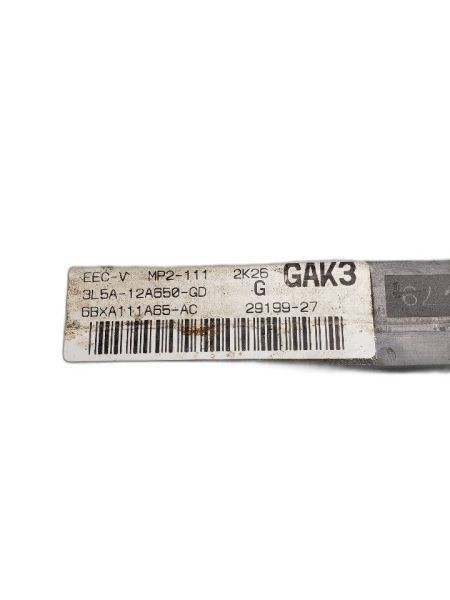 EEC-V MP2-111 2K26 GAK3
3L5A-12A650-GD G
6BXA111A65-AC 29199-27